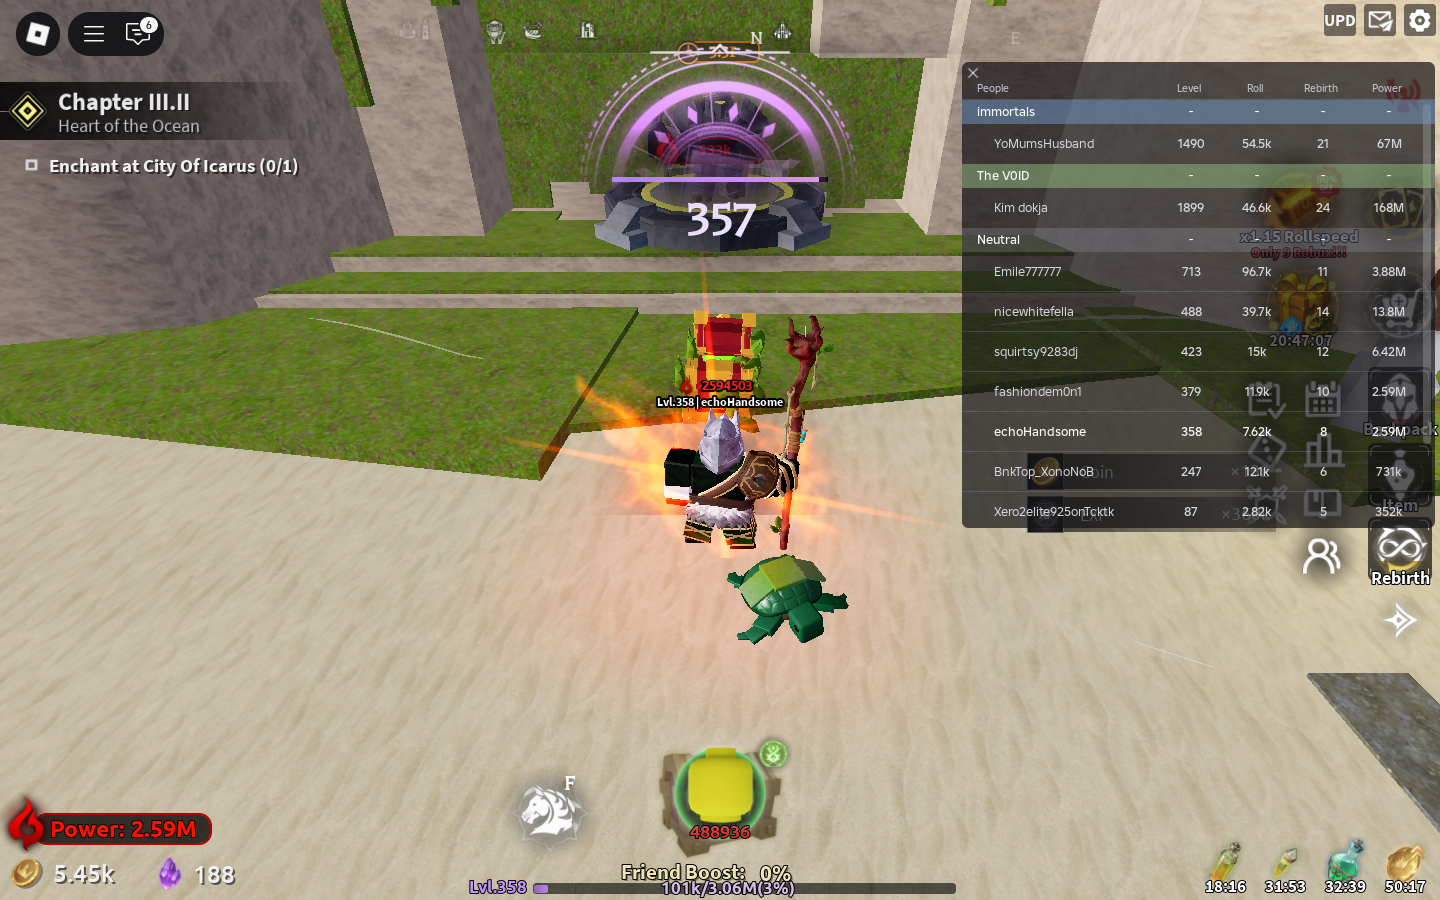 6
N
E
UPD
Chapter III.II
Heart of the Ocean
Enchant at City Of Icarus (0/1)
357
People Level Roll Rebirth Power
immortals - - - -
YoMumsHusband 1490 54.5k 21 67M
The V0ID - - - -
Kim dokja 1899 46.6k 24 168M
Neutral - - - -
Emile777777 713 96.7k 11 3.88M
nicewhitefella 488 39.7k 14 13.8M
squirtsy9283dj 423 15k 12 6.42M
fashiondem0n1 379 11.9k 10 2.59M
echoHandsome 358 7.62k 8 2.59M
BnkTop_XonoNoB 247 12.1k 6 731k
Xero2elite925onTcktk 87 2.82k 5 352k
x1.15 Rollspeed
Only 9 Robux!!!
20:47:07
Item
Rebirth
2594503
Lvl.358 | echoHandsome
F
488936
Power: 2.59M
5.45k 188
Friend Boost: 0%
Lvl.358 101k/3.06M(3%)
18:16 31:53 32:39 50:17